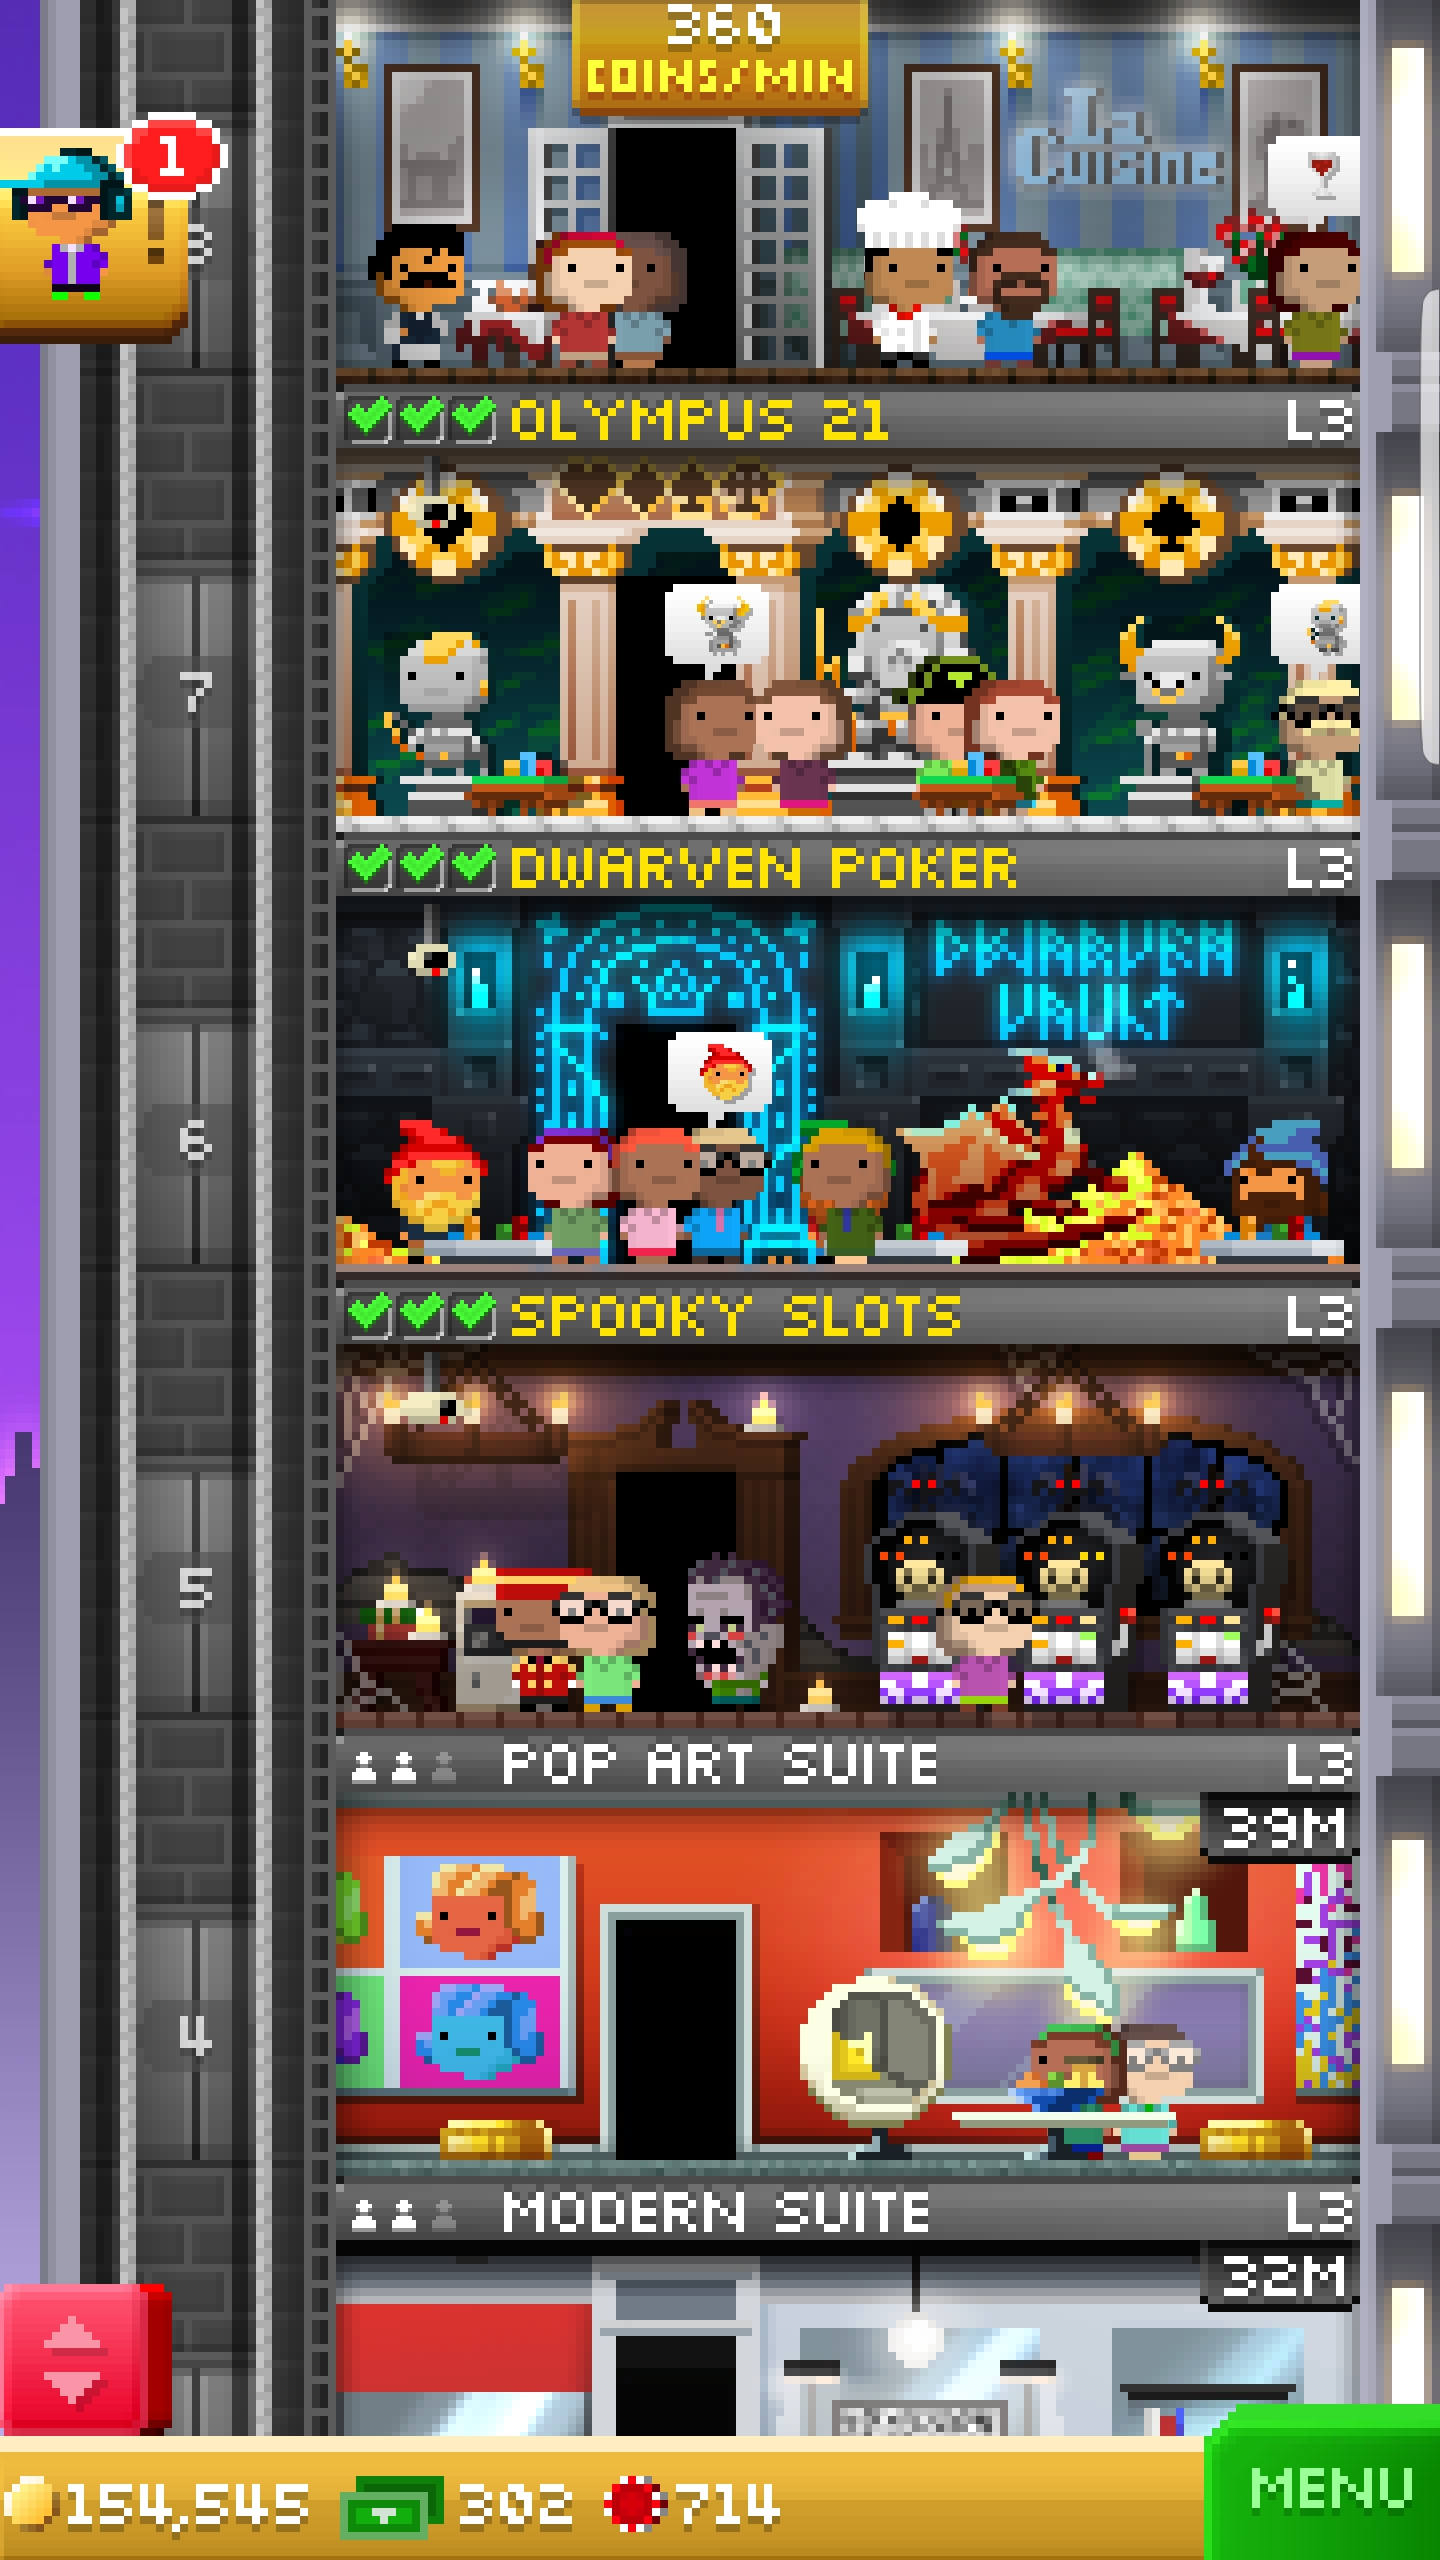 360
COINS/MIN
La
Cuisine
1
8
OLYMPUS 21 L3
7
DWARVEN POKER L3
DWARVEN
VAULT
6
SPOOKY SLOTS L3
5
POP ART SUITE L3
39M
4
MODERN SUITE L3
32M
154,545 302 714
MENU